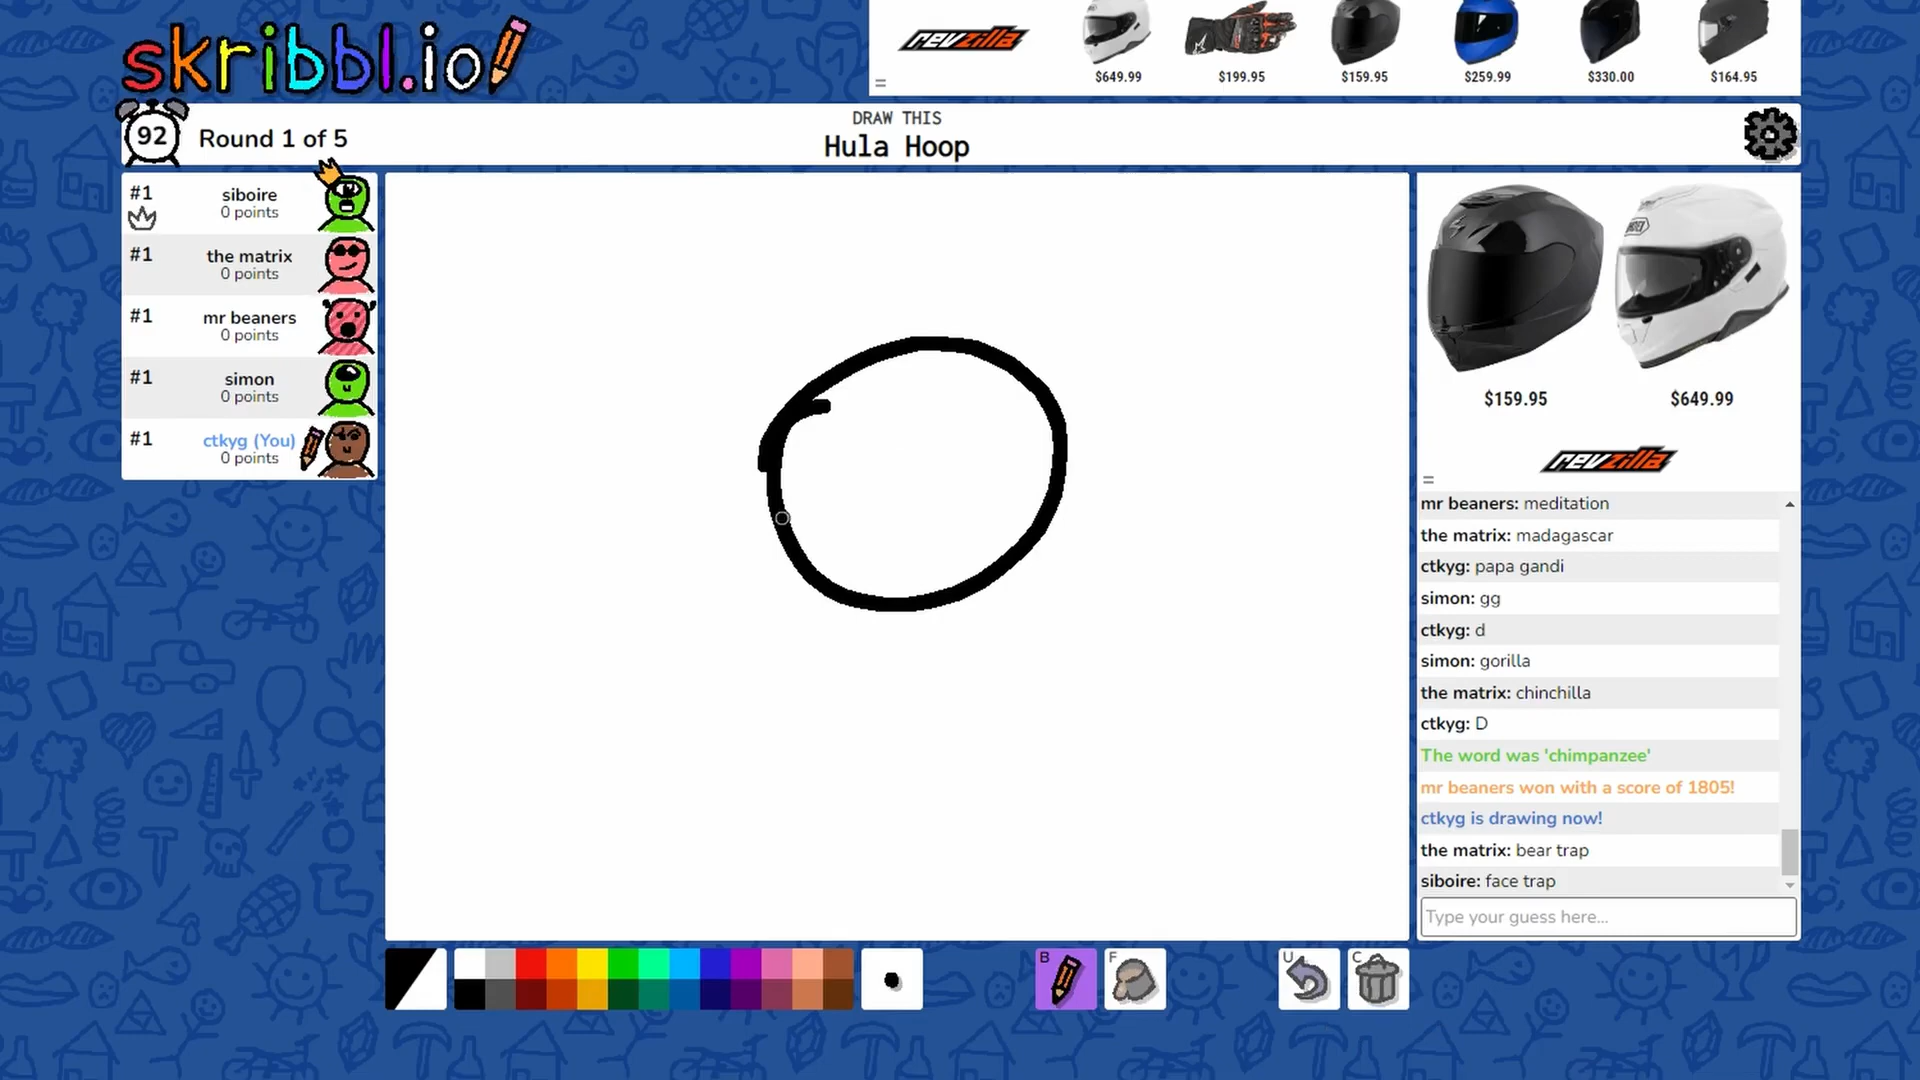 skribbl.io
REVZILLA
$649.99
$199.95
$159.95
$259.99
$330.00
$164.95
92
Round 1 of 5
DRAW THIS
Hula Hoop
#1
siboire
0 points
#1
the matrix
0 points
#1
mr beaners
0 points
#1
simon
0 points
#1
ctkyg (You)
0 points
SHOEI
$159.95
$649.99
REVZILLA
mr beaners: meditation
the matrix: madagascar
ctkyg: papa gandi
simon: gg
ctkyg: d
simon: gorilla
the matrix: chinchilla
ctkyg: D
The word was 'chimpanzee'
mr beaners won with a score of 1805!
ctkyg is drawing now!
the matrix: bear trap
siboire: face trap
Type your guess here...
B
F
U
C